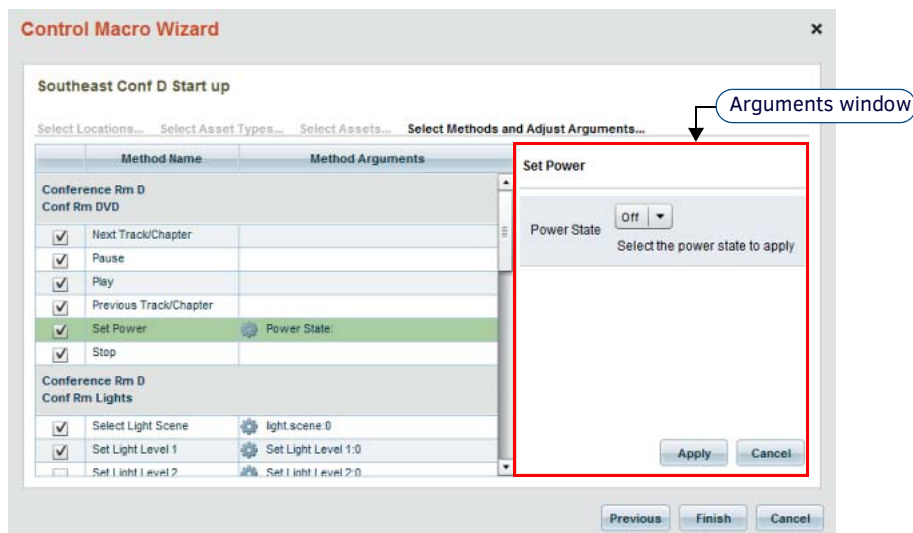 Control Macro Wizard
Southeast Conf D Start up
Arguments window
Select Locations... Select Asset Types... Select Assets... Select Methods and Adjust Arguments...
Method Name Method Arguments
Conference Rm D
Conf Rm DVD
Next Track/Chapter
Pause
Play
Previous Track/Chapter
Set Power Power State:
Stop
Conference Rm D
Conf Rm Lights
Select Light Scene light.scene:0
Set Light Level 1 Set Light Level 1:0
Set Light Level 2 Set Light Level 2:0
Set Power
Power State Off
Select the power state to apply
Apply Cancel
Previous Finish Cancel